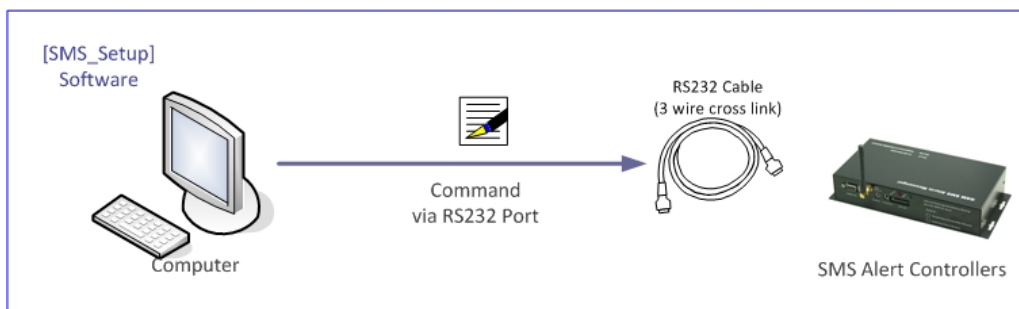 [SMS_Setup]
Software
Computer
Command
via RS232 Port
RS232 Cable
(3 wire cross link)
SMS Alert Controllers